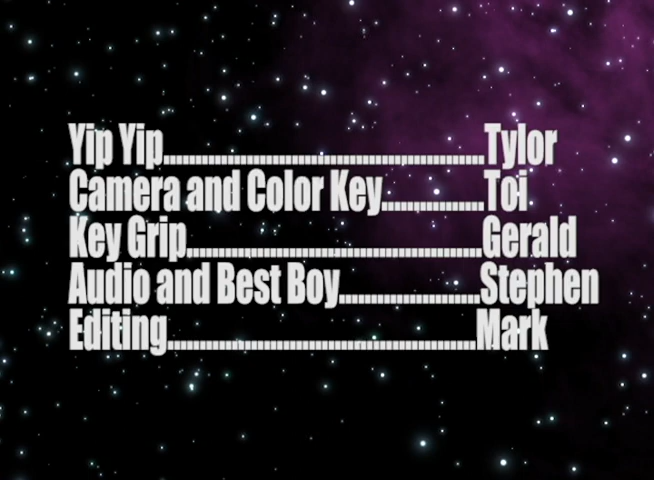 Yip Yip......................................................Tylor
Camera and Color Key.................Toi
Key Grip.................................................Gerald
Audio and Best Boy.......................Stephen
Editing...................................................Mark